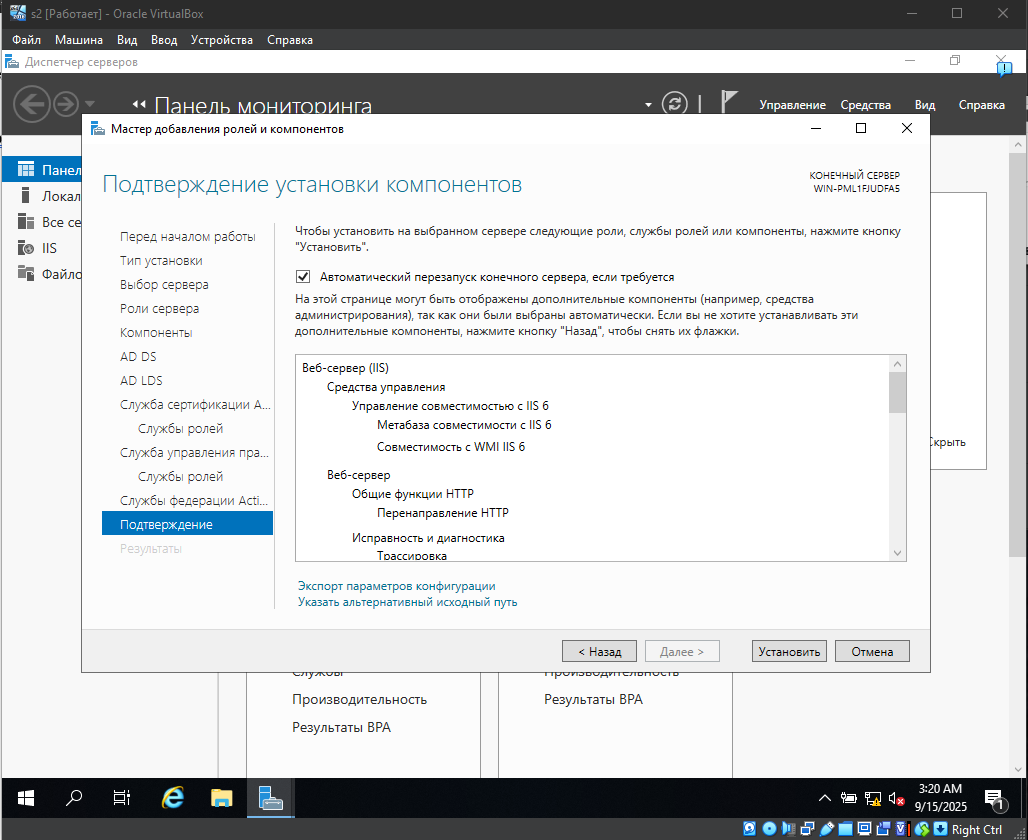 s2 [Работает] - Oracle VirtualBox
Файл Машина Вид Ввод Устройства Справка
Диспетчер серверов
Панель мониторинга
Управление Средства Вид Справка
Мастер добавления ролей и компонентов
Подтверждение установки компонентов
КОНЕЧНЫЙ СЕРВЕР
WIN-PML1FJUDFA5
Панел
Локал
Все се
IIS
Файло
Перед началом работы
Тип установки
Выбор сервера
Роли сервера
Компоненты
AD DS
AD LDS
Служба сертификации A...
Службы ролей
Служба управления пра...
Службы ролей
Службы федерации Acti...
Подтверждение
Результаты
Чтобы установить на выбранном сервере следующие роли, службы ролей или компоненты, нажмите кнопку
"Установить".
Автоматический перезапуск конечного сервера, если требуется
На этой странице могут быть отображены дополнительные компоненты (например, средства
администрирования), так как они были выбраны автоматически. Если вы не хотите устанавливать эти
дополнительные компоненты, нажмите кнопку "Назад", чтобы снять их флажки.
Веб-сервер (IIS)
Средства управления
Управление совместимостью с IIS 6
Метабаза совместимости с IIS 6
Совместимость с WMI IIS 6
Веб-сервер
Общие функции HTTP
Перенаправление HTTP
Исправность и диагностика
Трассировка
Экспорт параметров конфигурации
Указать альтернативный исходный путь
< Назад Далее > Установить Отмена
Скрыть
Службы
Производительность
Результаты BPA
Производительность
Результаты BPA
3:20 AM
9/15/2025
1
Right Ctrl